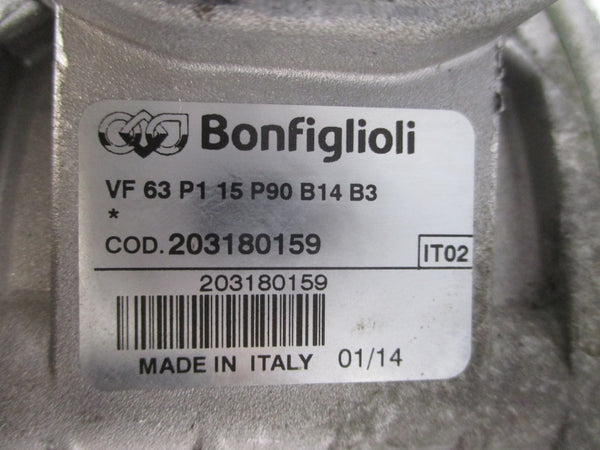 Bonfiglioli
VF 63 P1 15 P90 B14 B3
*
COD. 203180159
IT02
203180159
MADE IN ITALY 01/14